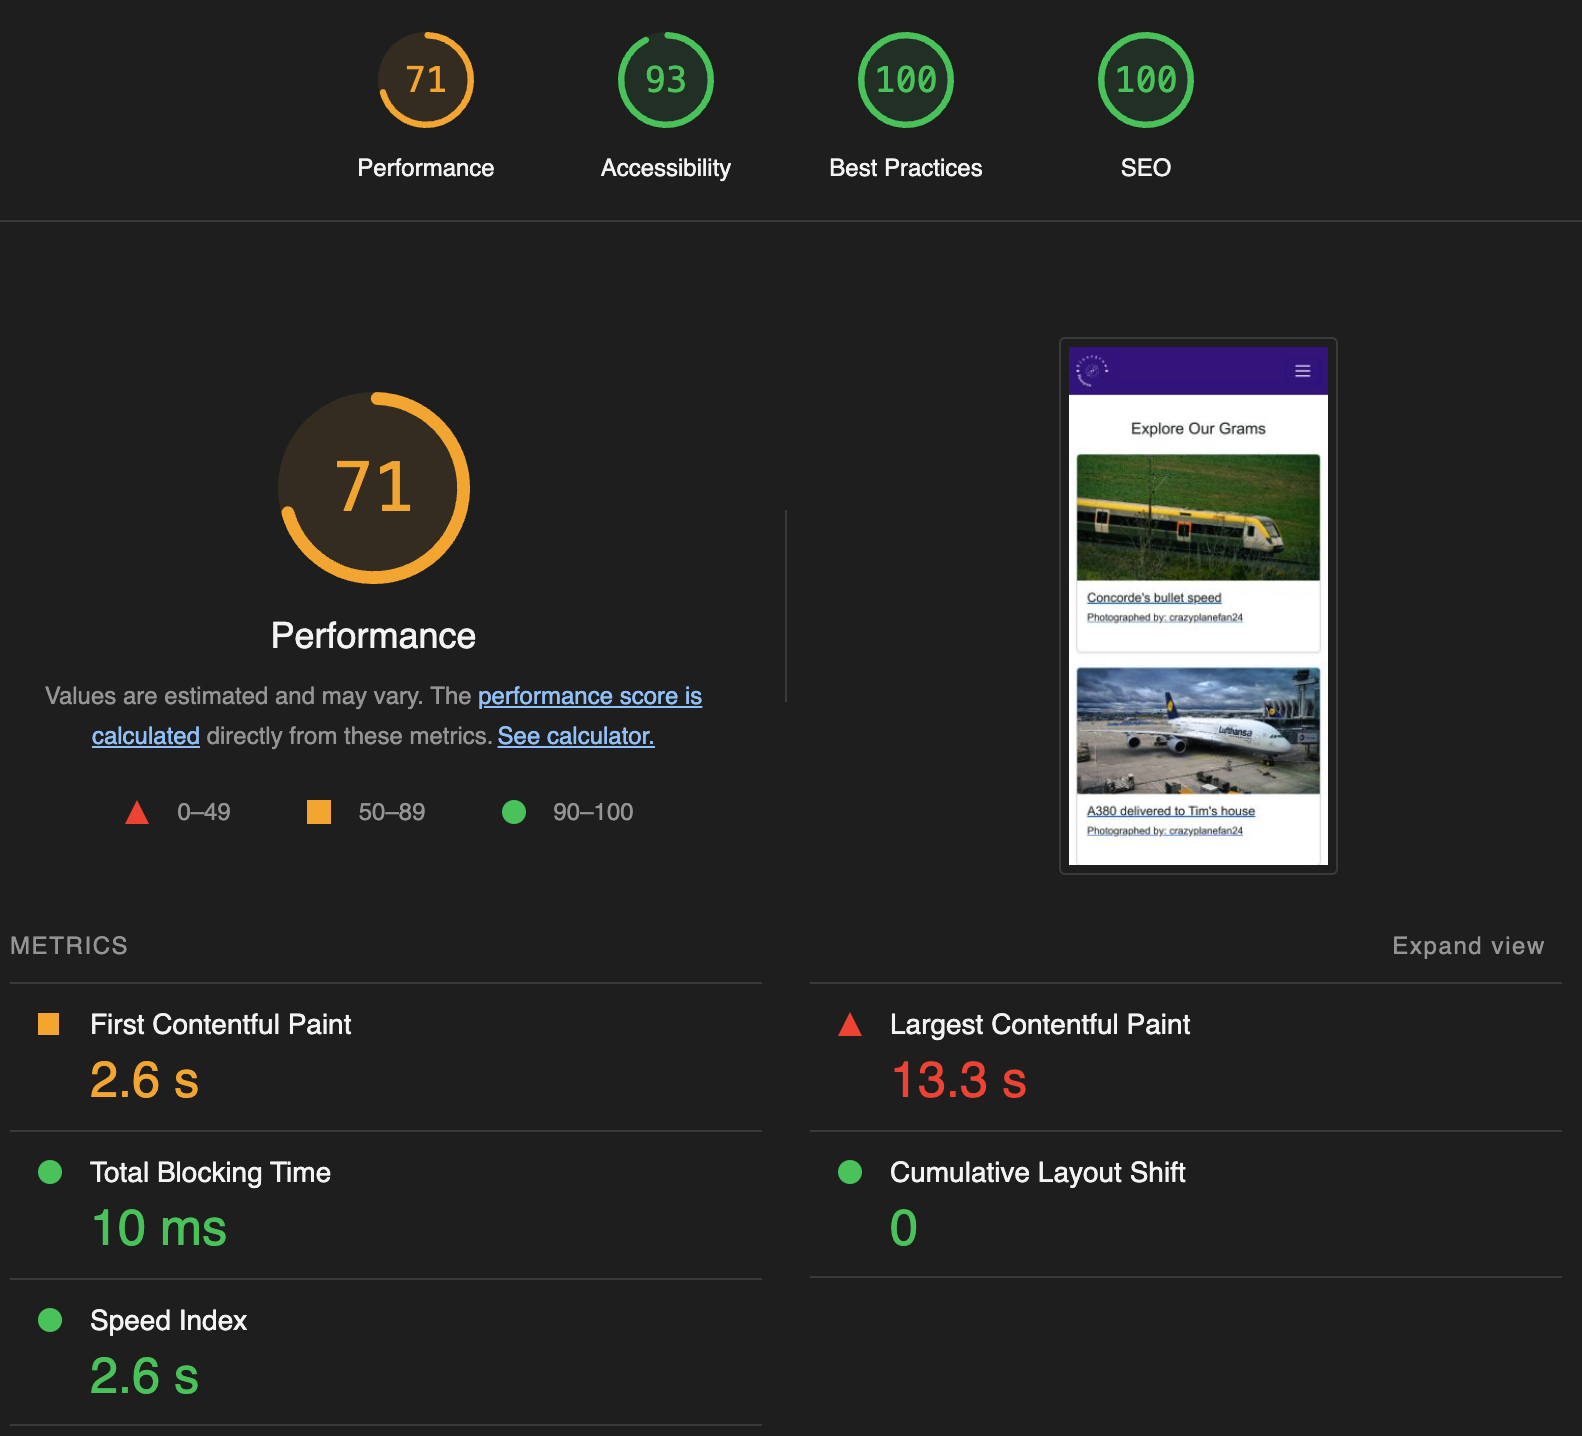 71
93
100
100
Performance
Accessibility
Best Practices
SEO
71
Performance
Values are estimated and may vary. The performance score is
calculated directly from these metrics. See calculator.
0–49
50–89
90–100
Explore Our Grams
Concorde's bullet speed
Photographed by: crazyplanefan24
Lufthansa
A380 delivered to Tim's house
Photographed by: crazyplanefan24
METRICS
Expand view
First Contentful Paint
2.6 s
Largest Contentful Paint
13.3 s
Total Blocking Time
10 ms
Cumulative Layout Shift
0
Speed Index
2.6 s